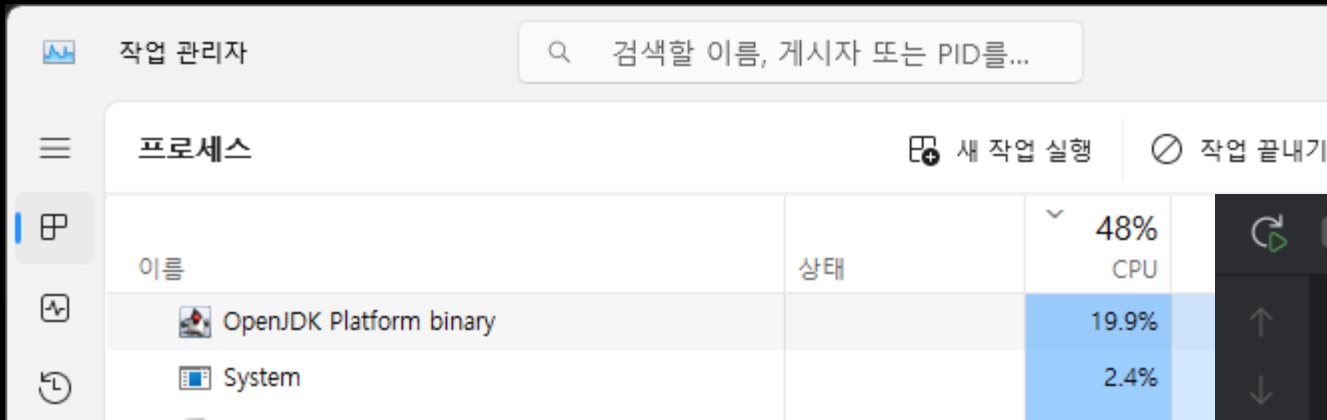 작업 관리자
검색할 이름, 게시자 또는 PID를...
프로세스
새 작업 실행
작업 끝내기
48%
이름
상태
CPU
OpenJDK Platform binary
19.9%
System
2.4%